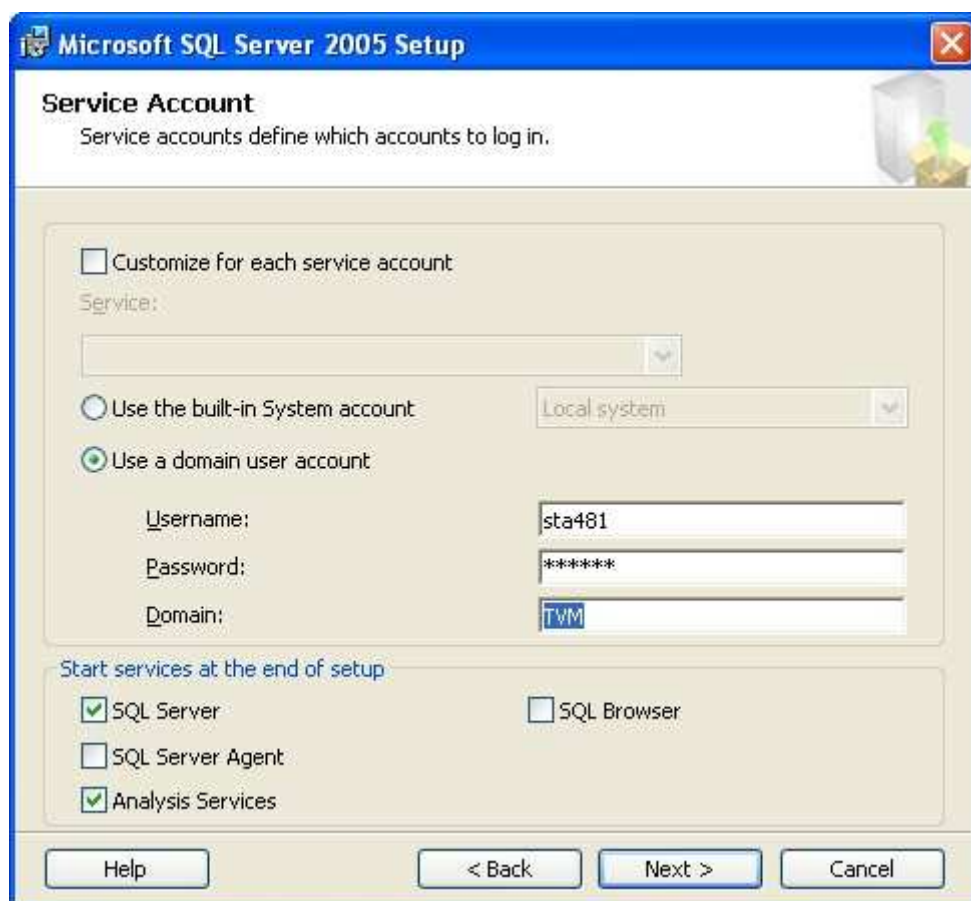 Microsoft SQL Server 2005 Setup
Service Account
Service accounts define which accounts to log in.
Customize for each service account
Service:
Use the built-in System account
Local system
Use a domain user account
Username:
sta481
Password:
******
Domain:
TVM
Start services at the end of setup
SQL Server
SQL Browser
SQL Server Agent
Analysis Services
Help
< Back
Next >
Cancel